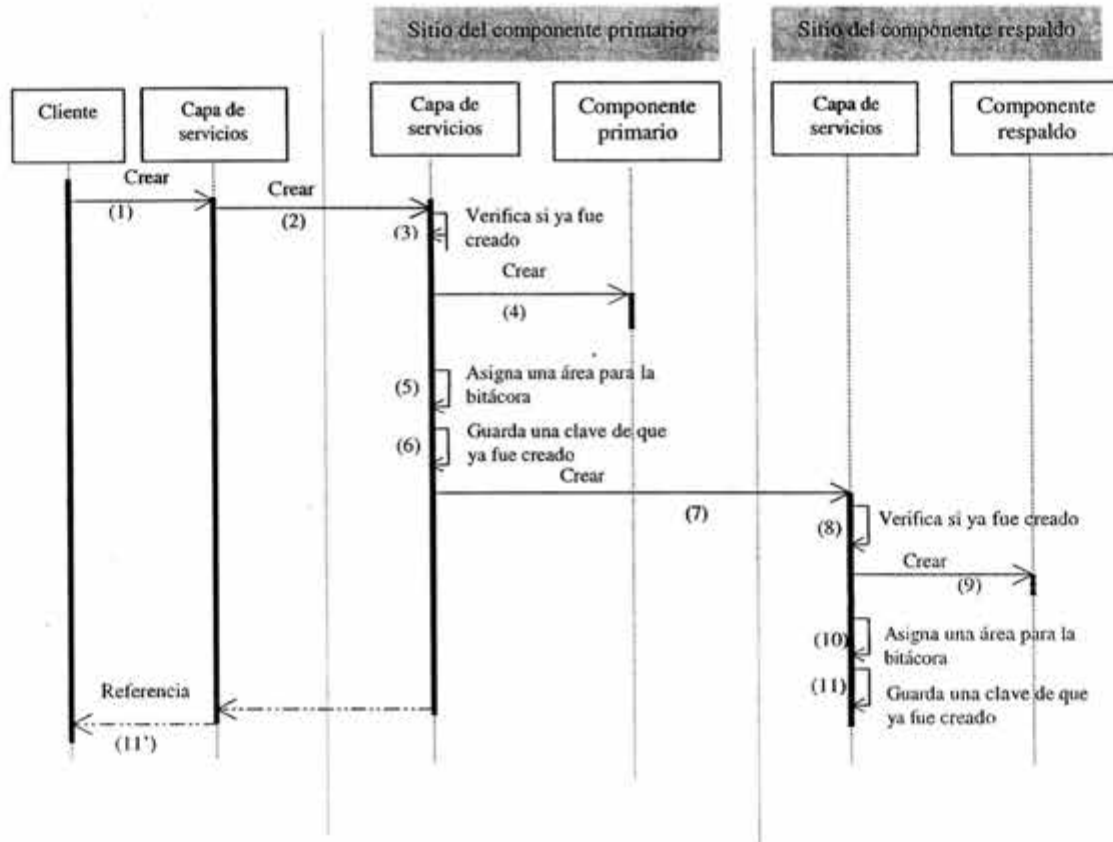 Sitio del componente primario
Sitio del componente respaldo
Cliente
Capa de
servicios
Capa de
servicios
Componente
primario
Capa de
servicios
Componente
respaldo
Crear
(1)
Crear
(2)
(3)
Verifica si ya fue
creado
Crear
(4)
(5)
Asigna una área para la
bitácora
(6)
Guarda una clave de que
ya fue creado
Crear
(7)
(8)
Verifica si ya fue creado
Crear
(9)
(10)
Asigna una área para la
bitácora
(11)
Guarda una clave de que
ya fue creado
Referencia
(11')